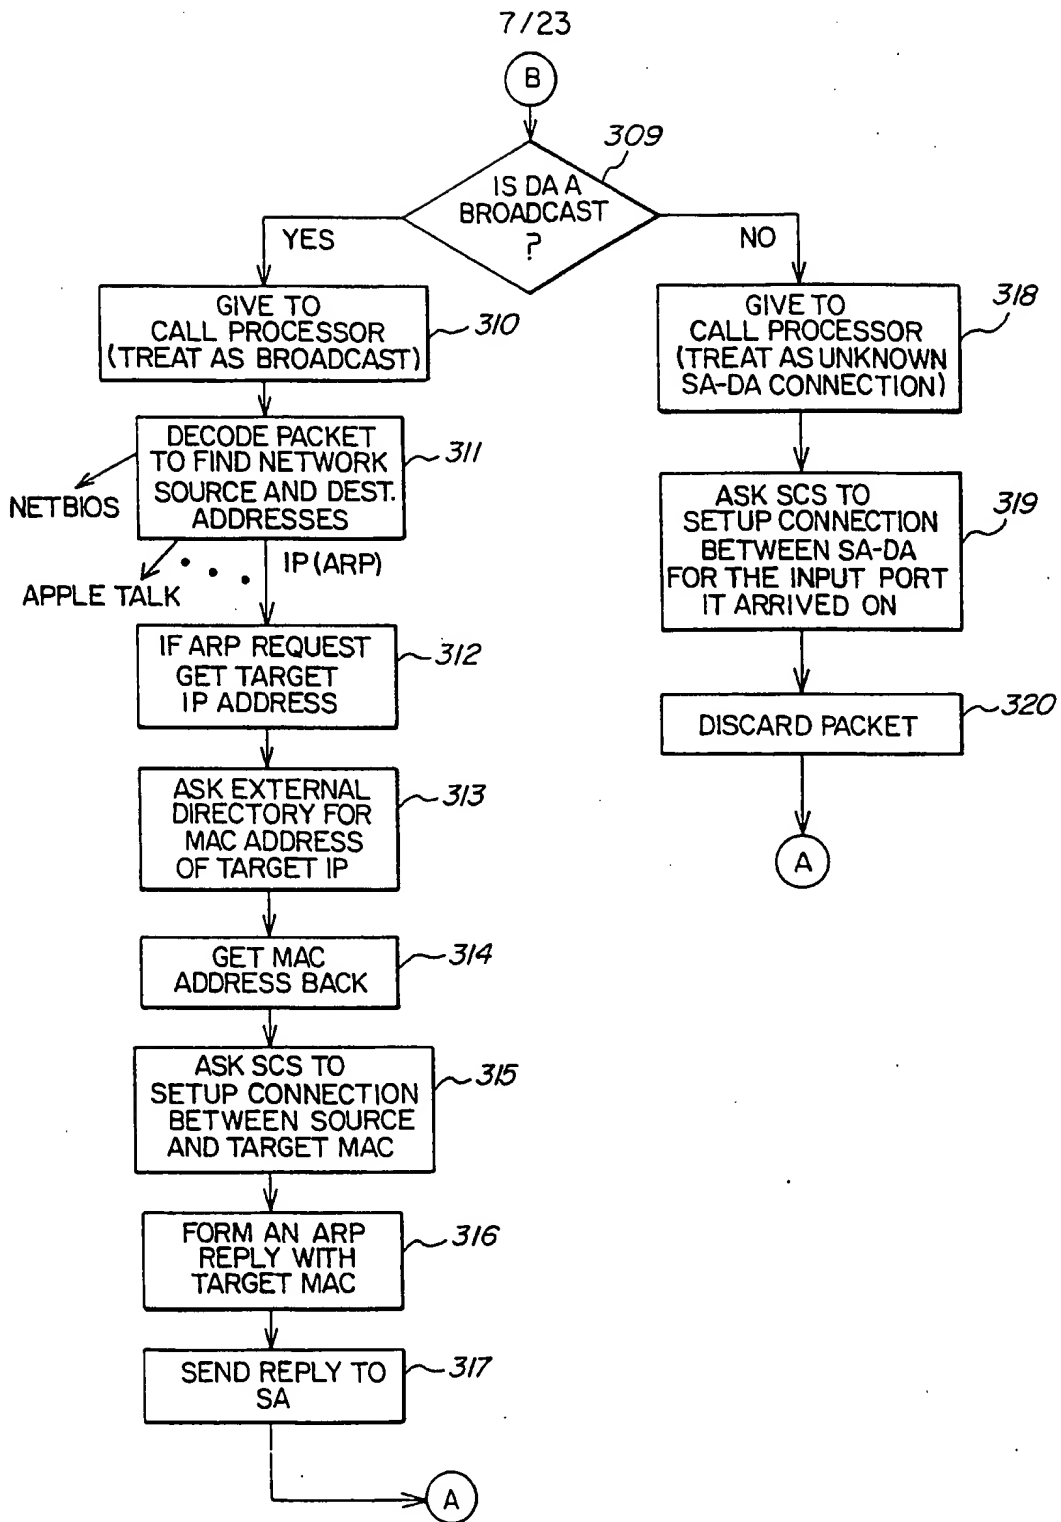 7/23
B
309
IS DA A
BROADCAST
?
YES
NO
GIVE TO
CALL PROCESSOR
(TREAT AS BROADCAST)
310
DECODE PACKET
TO FIND NETWORK
SOURCE AND DEST.
ADDRESSES
311
NETBIOS
APPLE TALK
IP (ARP)
IF ARP REQUEST
GET TARGET
IP ADDRESS
312
ASK EXTERNAL
DIRECTORY FOR
MAC ADDRESS
OF TARGET IP
313
GET MAC
ADDRESS BACK
314
ASK SCS TO
SETUP CONNECTION
BETWEEN SOURCE
AND TARGET MAC
315
FORM AN ARP
REPLY WITH
TARGET MAC
316
SEND REPLY TO
SA
317
A
GIVE TO
CALL PROCESSOR
(TREAT AS UNKNOWN
SA-DA CONNECTION)
318
ASK SCS TO
SETUP CONNECTION
BETWEEN SA-DA
FOR THE INPUT PORT
IT ARRIVED ON
319
DISCARD PACKET
320
A